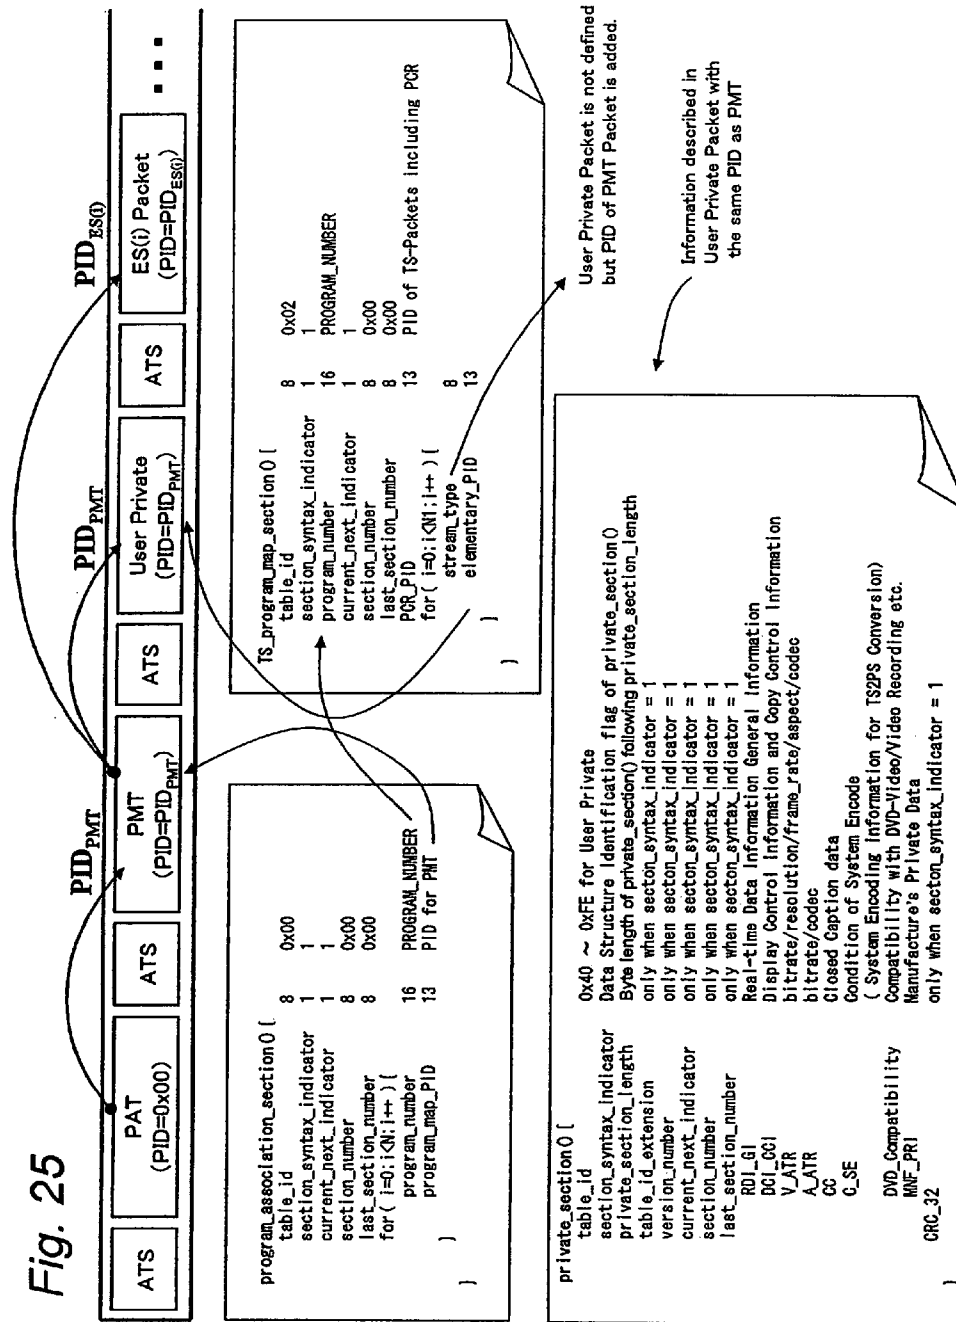 Fig. 25
ATS
PAT
(PID=0x00)
ATS
PID_PMT
PMT
(PID=PID_PMT)
ATS
PID_PMT
User Private
(PID=PID_PMT)
ATS
PID_ES(i)
ES(i) Packet
(PID=PID_ES(i))
program_association_section() {
table_id 8 0x00
section_syntax_indicator 1 1
current_next_indicator 1 1
section_number 8 0x00
last_section_number 8 0x00
for( i=0;i<N;i++ ) {
program_number 16 PROGRAM_NUMBER
program_map_PID 13 PID for PMT
}
}
TS_program_map_section() {
table_id 8 0x02
section_syntax_indicator 1 1
program_number 16 PROGRAM_NUMBER
current_next_indicator 1 1
section_number 8 0x00
last_section_number 8 0x00
PCR_PID 13 PID of TS-Packets including PCR
for( i=0;i<N1;i++ ) {
stream_type 8
elementary_PID 13
}
}
User Private Packet is not defined
but PID of PMT Packet is added.
private_section() {
table_id 0x40 ~ 0xFE for User Private
section_syntax_indicator Data Structure Identification flag of private_section()
private_section_length Byte length of private_section() following private_section_length
table_id_extension only when secton_syntax_indicator = 1
version_number only when secton_syntax_indicator = 1
current_next_indicator only when secton_syntax_indicator = 1
section_number only when secton_syntax_indicator = 1
last_section_number only when secton_syntax_indicator = 1
RDI_GI Real-time Data Information General Information
DCI_CCI Display Control Information and Copy Control Information
V_ATR bitrate/resolution/frame_rate/aspect/codec
A_ATR bitrate/codec
CC Closed Caption data
C_SE Condition of System Encode
( System Encoding Information for TS2PS Conversion)
DVD_Compatibility Compatibility with DVD-Video/Video Recording etc.
MNF_PRI Manufacture's Private Data
CRC_32 only when secton_syntax_indicator = 1
}
Information described in
User Private Packet with
the same PID as PMT